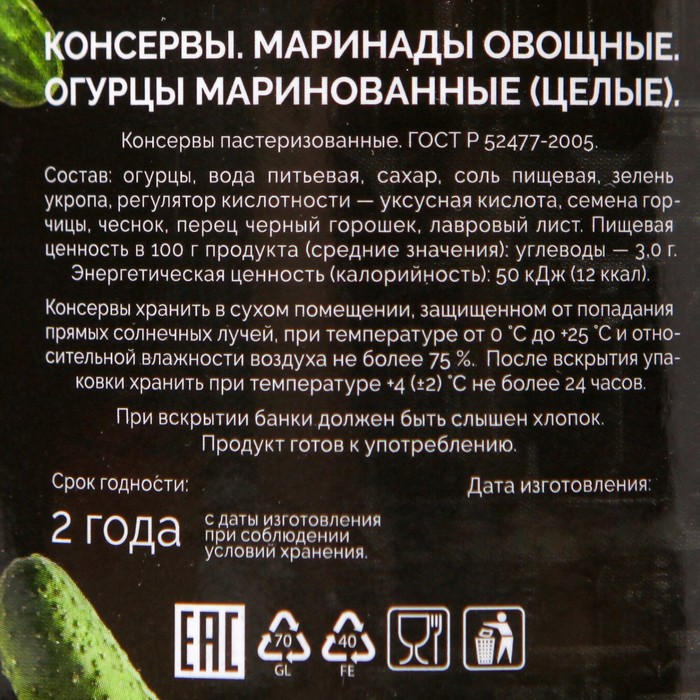 КОНСЕРВЫ. МАРИНАДЫ ОВОЩНЫЕ.
ОГУРЦЫ МАРИНОВАННЫЕ (ЦЕЛЫЕ).
Консервы пастеризованные. ГОСТ Р 52477-2005.
Состав: огурцы, вода питьевая, сахар, соль пищевая, зелень
укропа, регулятор кислотности — уксусная кислота, семена гор-
чицы, чеснок, перец черный горошек, лавровый лист. Пищевая
ценность в 100 г продукта (средние значения): углеводы — 3,0 г.
Энергетическая ценность (калорийность): 50 кДж (12 ккал).
Консервы хранить в сухом помещении, защищенном от попадания
прямых солнечных лучей, при температуре от 0 °С до +25 °С и отно-
сительной влажности воздуха не более 75 %. После вскрытия упа-
ковки хранить при температуре +4 (±2) °С не более 24 часов.
При вскрытии банки должен быть слышен хлопок.
Продукт готов к употреблению.
Срок годности:
Дата изготовления:
2 года
с даты изготовления
при соблюдении
условий хранения.
EAC
70
GL
40
FE